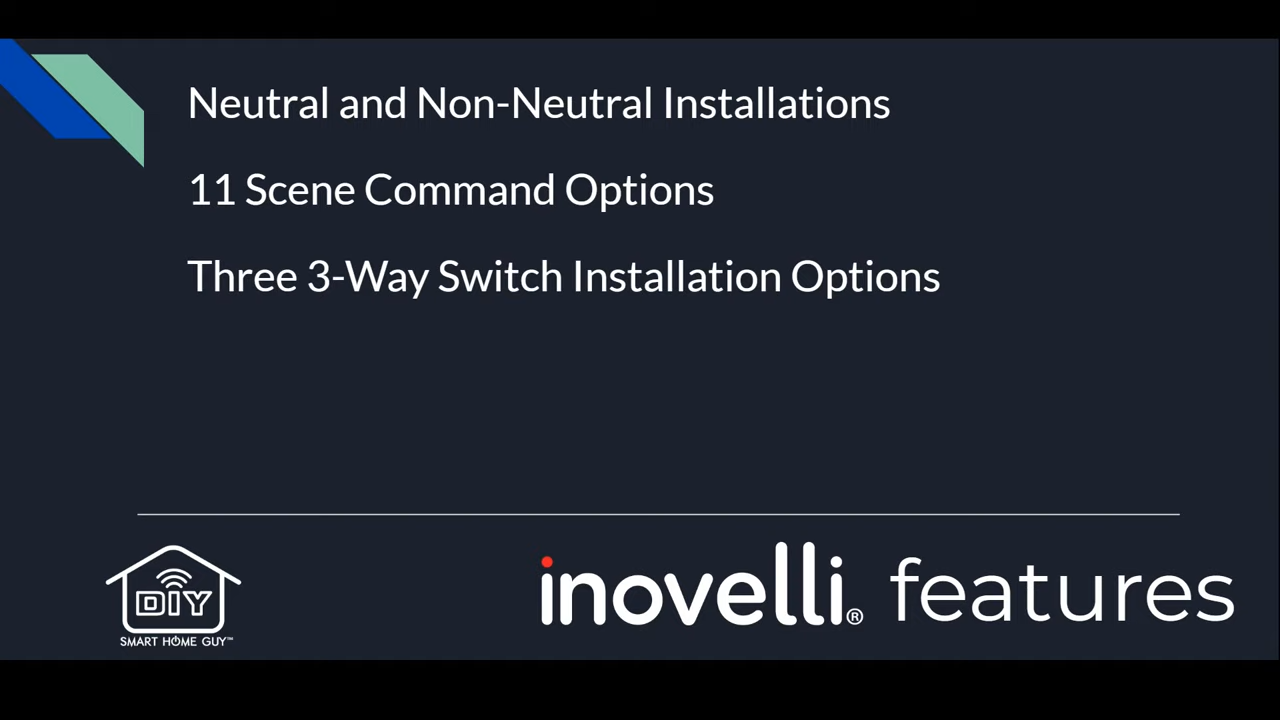 Neutral and Non-Neutral Installations
11 Scene Command Options
Three 3-Way Switch Installation Options
DIY
SMART HOME GUY™
inovelli® features